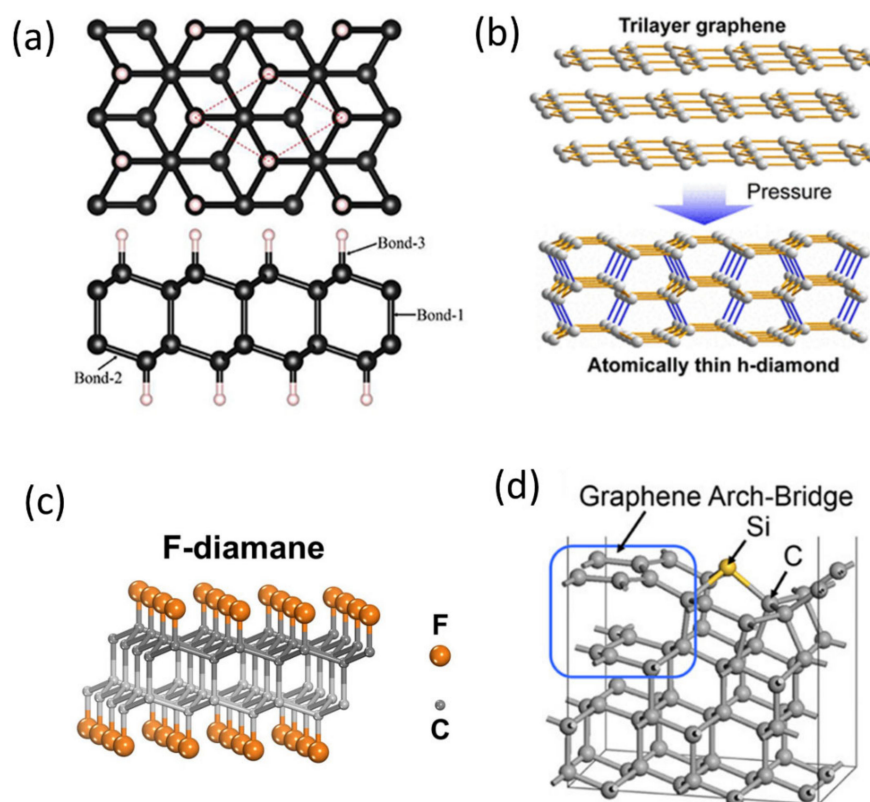 (a)
Bond-3
Bond-1
Bond-2
(b)
Trilayer graphene
Pressure
Atomically thin h-diamond
(c)
F-diamane
F
C
(d)
Graphene Arch-Bridge
Si
C